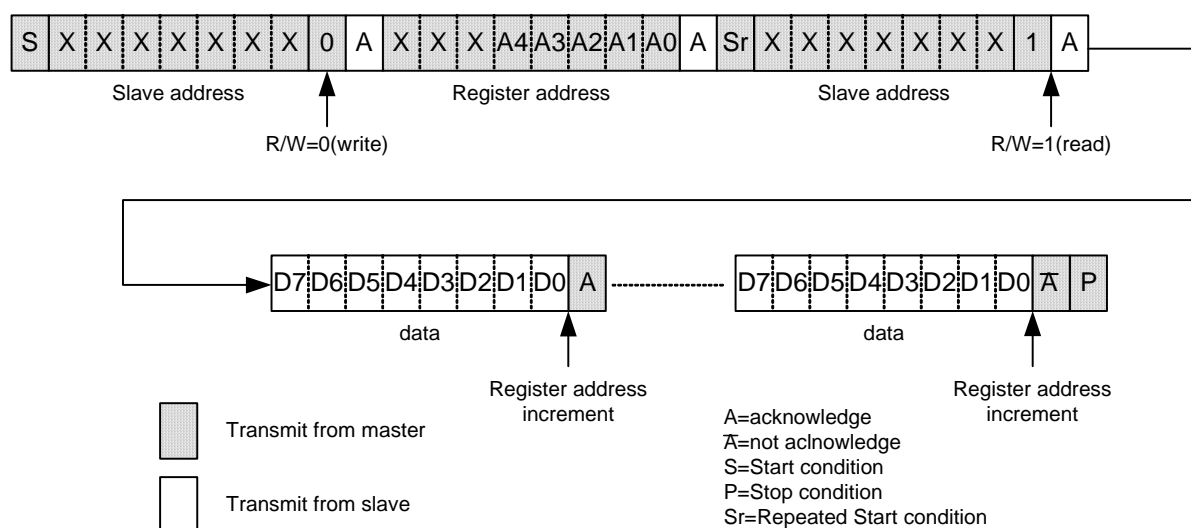 S X X X X X X X 0 A X X X A4 A3 A2 A1 A0 A Sr X X X X X X X 1 A
Slave address Register address Slave address
R/W=0(write) R/W=1(read)
D7 D6 D5 D4 D3 D2 D1 D0 A D7 D6 D5 D4 D3 D2 D1 D0 A̅ P
data data
Register address increment Register address increment
Transmit from master
Transmit from slave
A=acknowledge
A̅=not aclnowledge
S=Start condition
P=Stop condition
Sr=Repeated Start condition